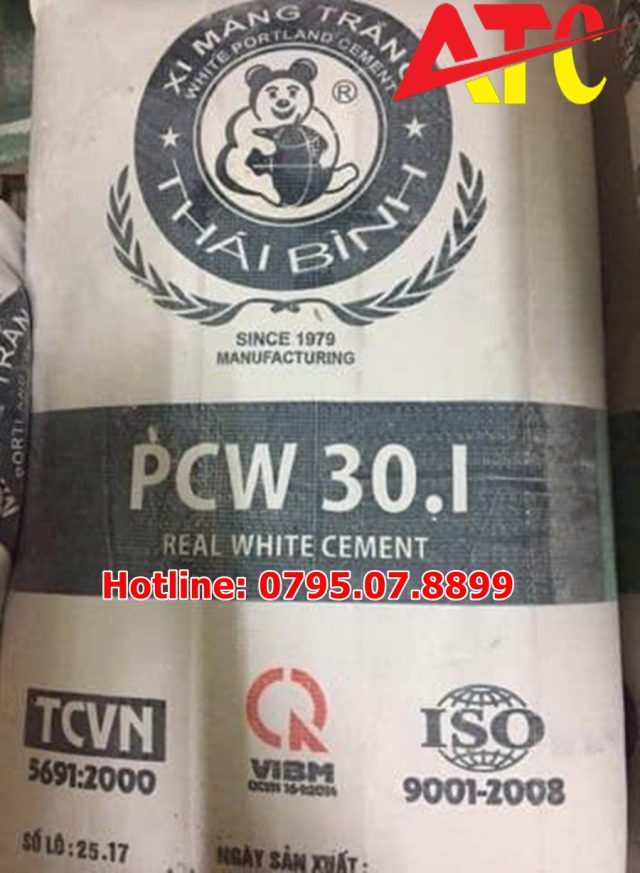 ATC
XI MĂNG TRẮNG
WHITE PORTLAND CEMENT
®
THÁI BÌNH
SINCE 1979
MANUFACTURING
PCW 30.I
REAL WHITE CEMENT
Hotline: 0795.07.8899
TCVN
5691:2000
VIBM
ISO
9001-2008
SỐ LÔ: 25.17
NGÀY SẢN XUẤT: